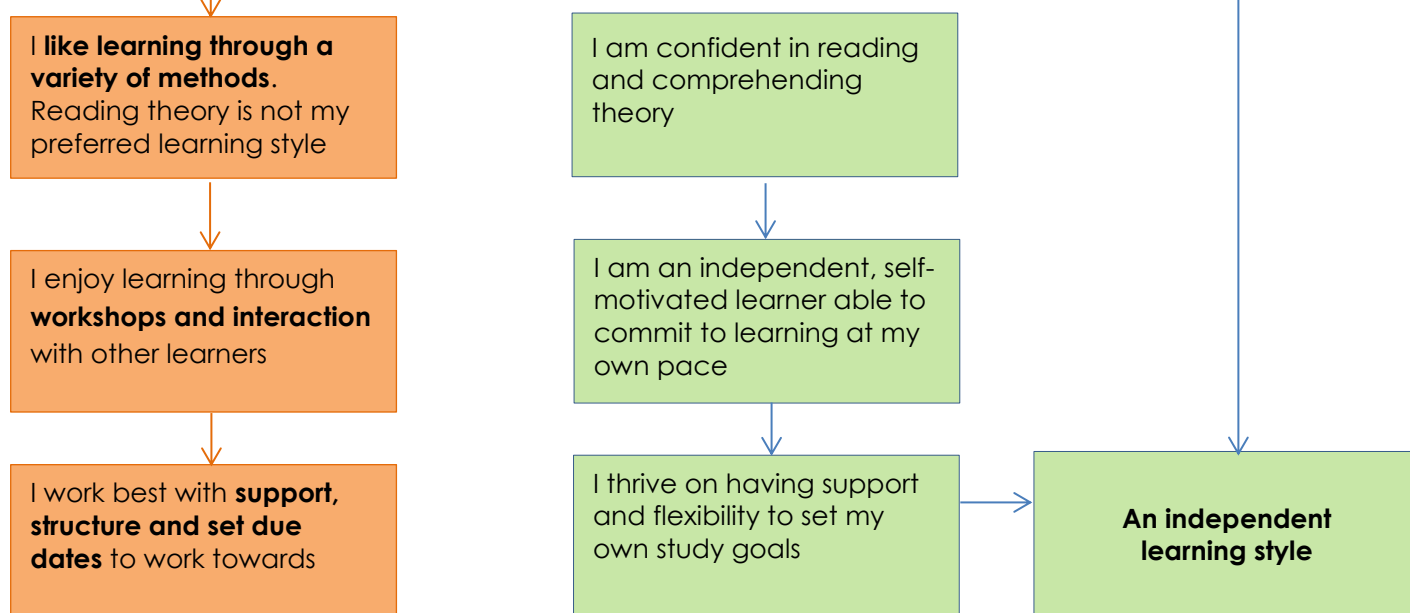 I like learning through a
variety of methods.
Reading theory is not my
preferred learning style
I enjoy learning through
workshops and interaction
with other learners
I work best with support,
structure and set due
dates to work towards
I am confident in reading
and comprehending
theory
I am an independent, self-
motivated learner able to
commit to learning at my
own pace
I thrive on having support
and flexibility to set my
own study goals
An independent
learning style